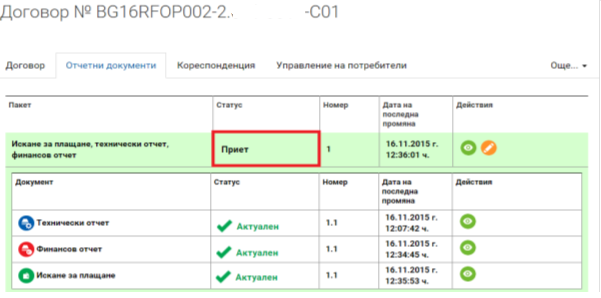 Договор № BG16RFOP002-2. -C01
Договор Отчетни документи Кореспонденция Управление на потребители Още...
Пакет Статус Номер Дата на последна промяна Действия
Искане за плащане, технически отчет, финансов отчет Приет 1 16.11.2015 г. 12:36:01 ч.
Документ Статус Номер Дата на последна промяна Действия
Технически отчет Актуален 1.1 16.11.2015 г. 12:07:42 ч.
Финансов отчет Актуален 1.1 16.11.2015 г. 12:34:45 ч.
Искане за плащане Актуален 1.1 16.11.2015 г. 12:35:53 ч.